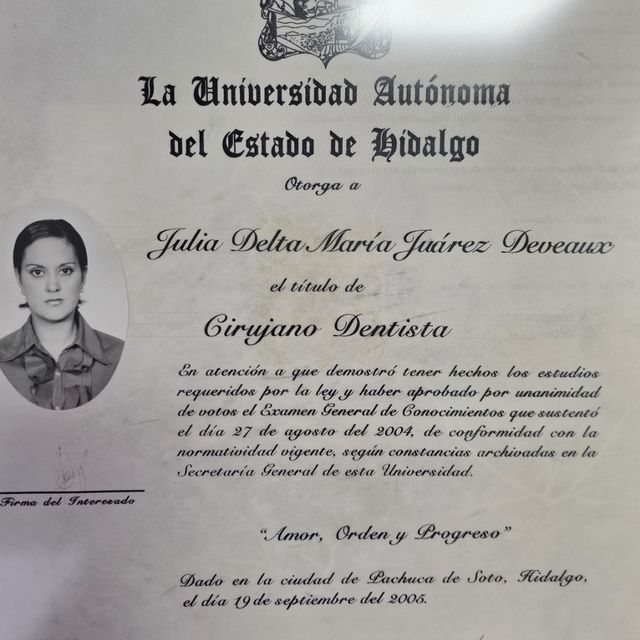 La Universidad Autónoma
del Estado de Hidalgo
Otorga a
Julia Delta María Juárez Deveaux
el título de
Cirujano Dentista
En atención a que demostró tener hechos los estudios
requeridos por la ley y haber aprobado por unanimidad
de votos el Examen General de Conocimientos que sustentó
el día 27 de agosto del 2004, de conformidad con la
normatividad vigente, según constancias archivadas en la
Secretaría General de esta Universidad.
Firma del Interesado
"Amor, Orden y Progreso"
Dado en la ciudad de Pachuca de Soto, Hidalgo,
el día 19 de septiembre del 2005.